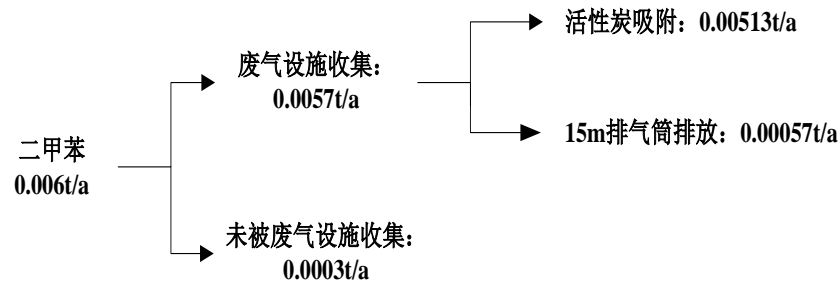 活性炭吸附：0.00513t/a
废气设施收集：
0.0057t/a
15m排气筒排放：0.00057t/a
二甲苯
0.006t/a
未被废气设施收集：
0.0003t/a